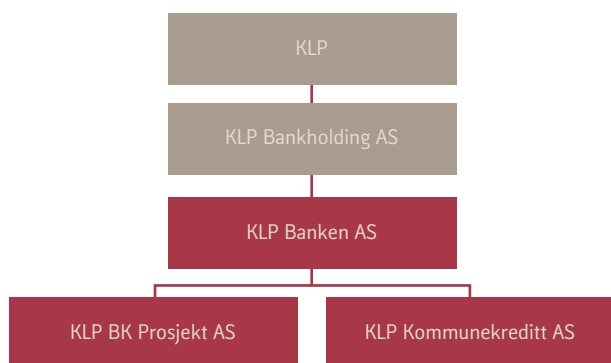 KLP
KLP Bankholding AS
KLP Banken AS
KLP BK Prosjekt AS
KLP Kommunekreditt AS